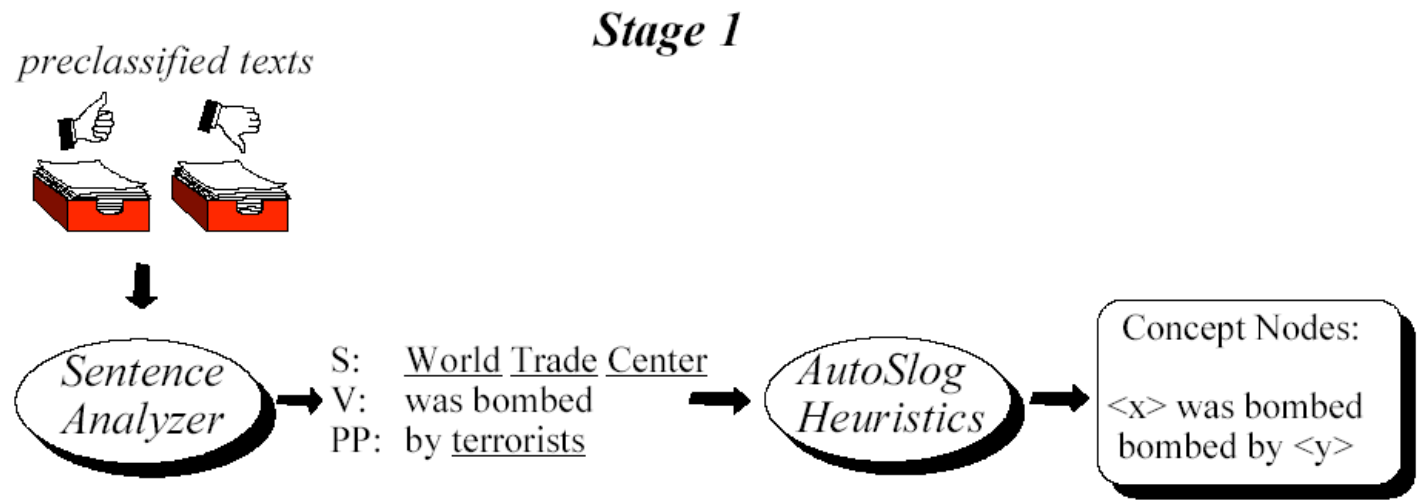 Stage 1
preclassified texts
Sentence
Analyzer
S: World Trade Center
V: was bombed
PP: by terrorists
AutoSlog
Heuristics
Concept Nodes:
<x> was bombed
bombed by <y>